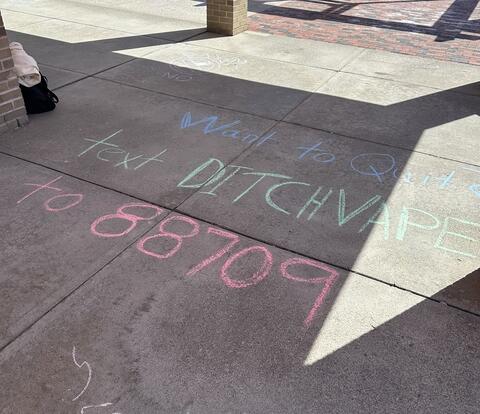 Want to Quit
text DITCHVAPE
to 88709